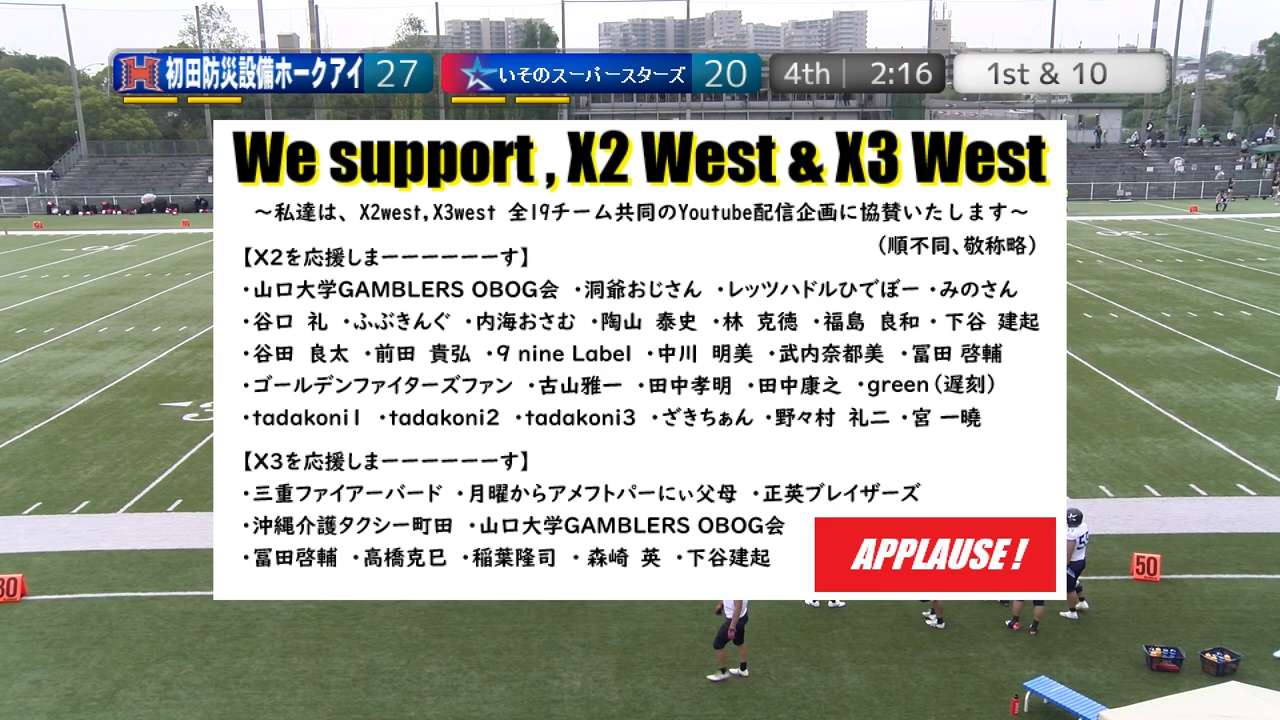 初田防災設備ホークアイ 27 いそのスーパースターズ 20 4th 2:16 1st & 10
We support , X2 West & X3 West
～私達は、X2west,X3west 全19チーム共同のYoutube配信企画に協賛いたします～
（順不同、敬称略）
【X2を応援しまーーーーーーす】
・山口大学GAMBLERS OBOG会 ・洞爺おじさん ・レッツハドルひでぼー ・みのさん
・谷口 礼 ・ふぶきんぐ ・内海おさむ ・陶山 泰史 ・林 克徳 ・福島 良和 ・下谷 建起
・谷田 良太 ・前田 貴弘 ・9 nine Label ・中川 明美 ・武内奈都美 ・冨田 啓輔
・ゴールデンファイターズファン ・古山雅一 ・田中孝明 ・田中康之 ・green（遅刻）
・tadakoni1 ・tadakoni2 ・tadakoni3 ・ざきちぁん ・野々村 礼二 ・宮 一曉
【X3を応援しまーーーーーーす】
・三重ファイアーバード ・月曜からアメフトパーにぃ父母 ・正英ブレイザーズ
・沖縄介護タクシー町田 ・山口大学GAMBLERS OBOG会
・冨田啓輔 ・高橋克巳 ・稲葉隆司 ・森崎 英 ・下谷建起
APPLAUSE!
50
30